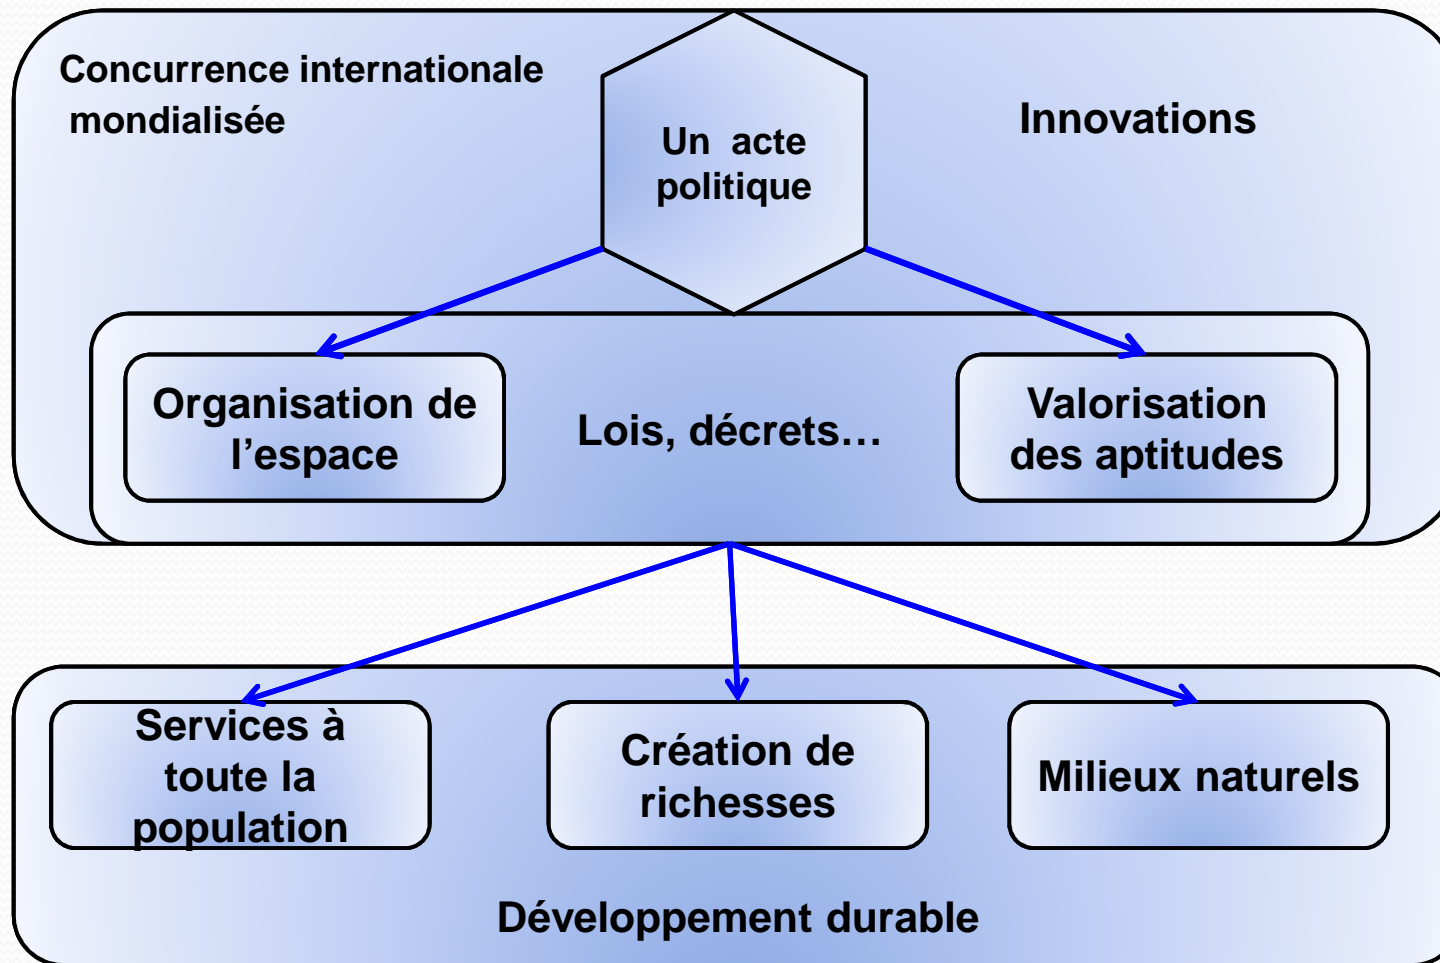 Concurrence internationale
mondialisée
Un acte
politique
Innovations
Organisation de
l’espace
Lois, décrets…
Valorisation
des aptitudes
Services à
toute la
population
Création de
richesses
Milieux naturels
Développement durable